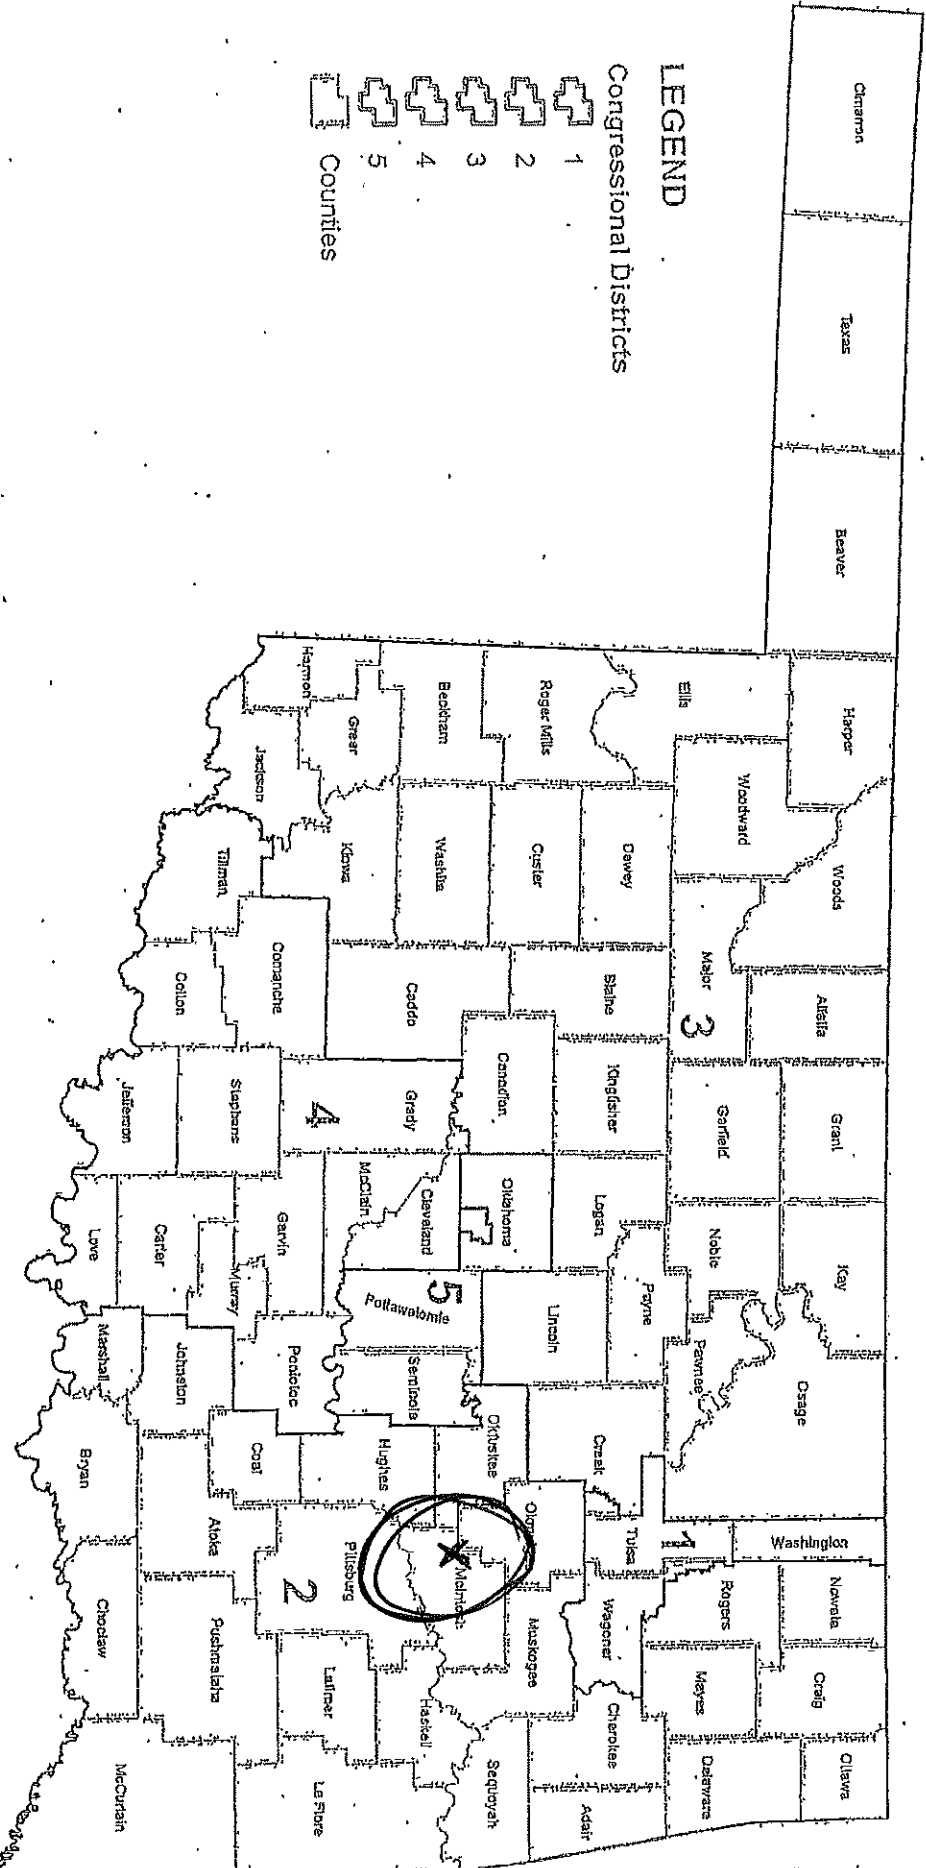 LEGEND
Congressional Districts
1
2
3
4
5
Counties
Cimarron
Texas
Beaver
Harper
Woods
Alfalfa
Grant
Kay
Osage
Washington
Nowata
Craig
Ottawa
Ellis
Woodward
Major
3
Garfield
Noble
Pawnee
1
Rogers
Mayes
Delaware
Roger Mills
Dewey
Blaine
Kingfisher
Logan
Payne
Creek
Tulsa
Wagoner
Cherokee
Adair
Beckham
Custer
Canadian
Oklahoma
Lincoln
Okfuskee
Muskogee
Sequoyah
Washita
Caddo
Grady
Cleveland
5
Pottawatomie
Seminole
McIntosh
Haskell
Harmon
Greer
Kiowa
McClain
Hughes
Pittsburg
Latimer
Le Flore
Jackson
Tillman
Comanche
4
Garvin
Pontotoc
Coal
2
Cotton
Stephens
Murray
Johnston
Atoka
Pushmataha
Jefferson
Carter
Love
Marshall
Bryan
Choctaw
McCurtain